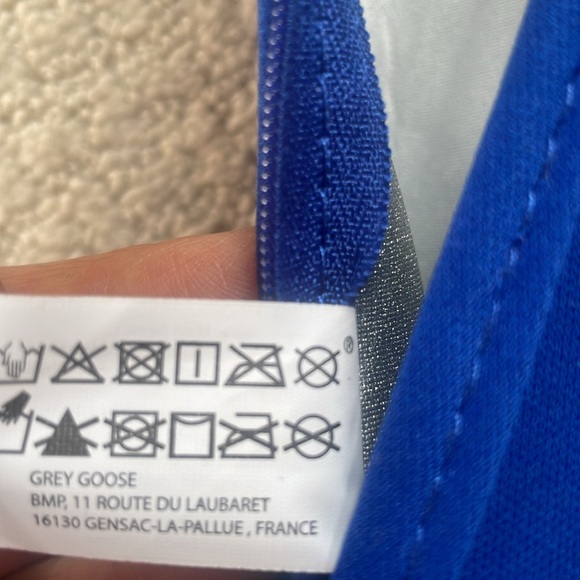 ®
GREY GOOSE
BMP, 11 ROUTE DU LAUBARET
16130 GENSAC-LA-PALLUE, FRANCE